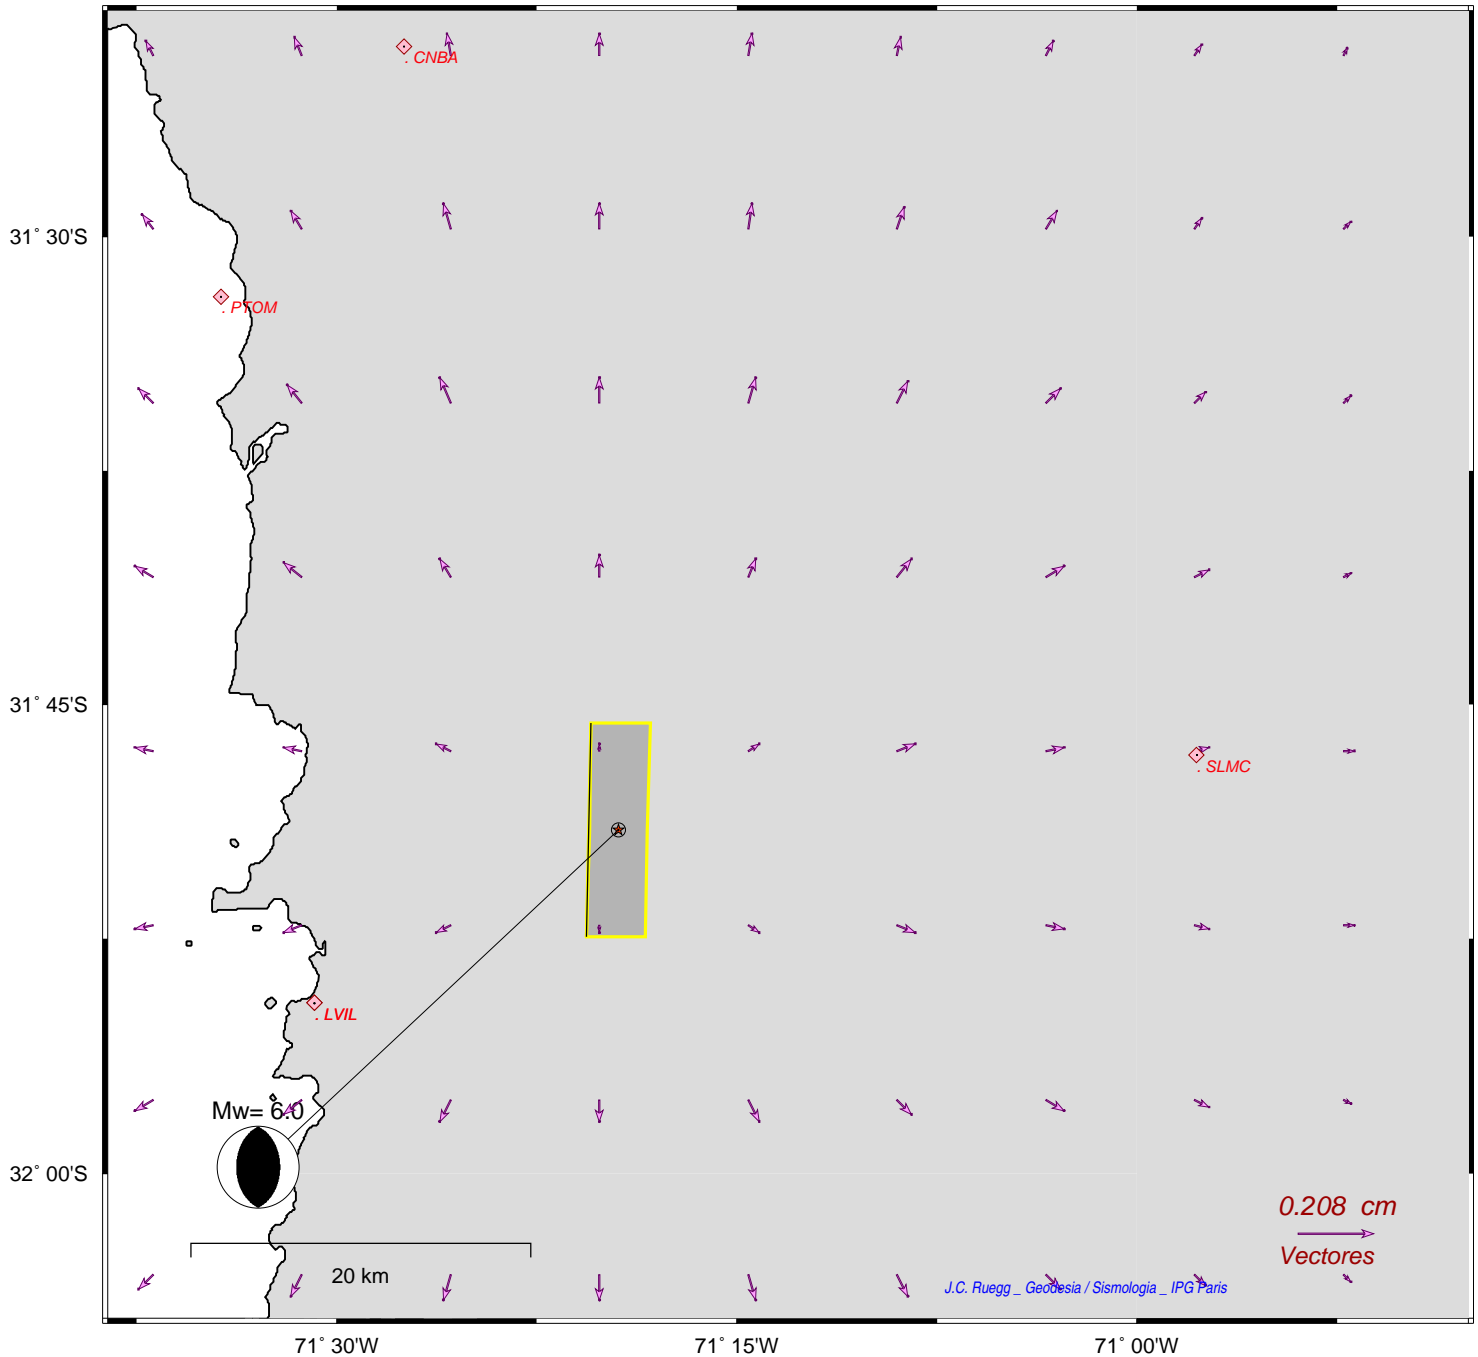 . CNBA
31° 30'S
. PTOM
31° 45'S
. SLMC
. LVIL
Mw= 6.0
32° 00'S
0.208 cm
Vectores
20 km
J.C. Ruegg _ Geodesia / Sismologia _ IPG Paris
71° 30'W
71° 15'W
71° 00'W